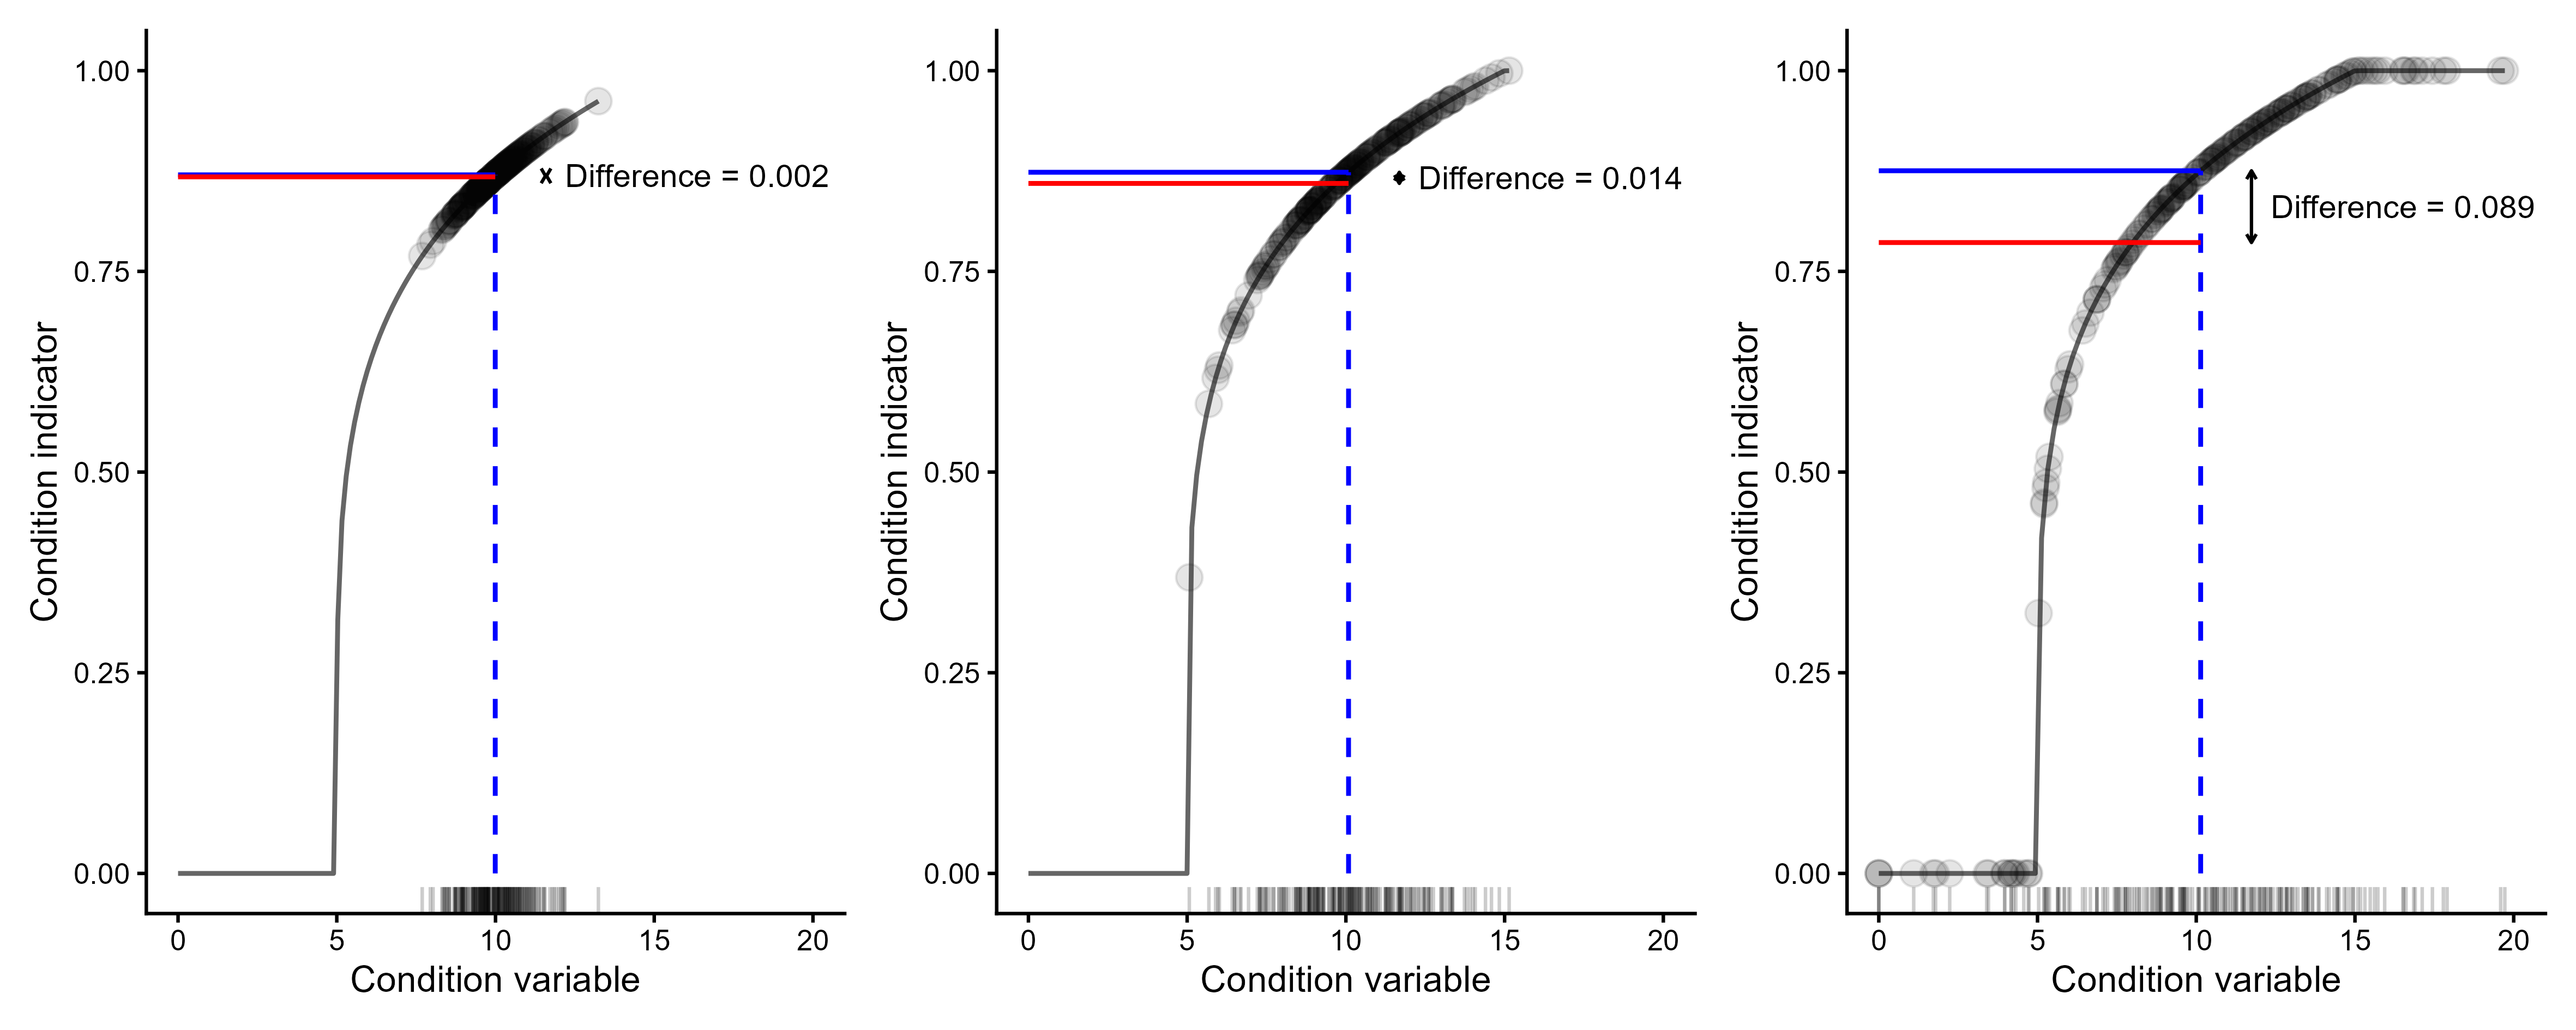 1.00
0.75
0.50
0.25
0.00
Condition indicator
Difference = 0.002
0 5 10 15 20
Condition variable
1.00
0.75
0.50
0.25
0.00
Condition indicator
Difference = 0.014
0 5 10 15 20
Condition variable
1.00
0.75
0.50
0.25
0.00
Condition indicator
Difference = 0.089
0 5 10 15 20
Condition variable